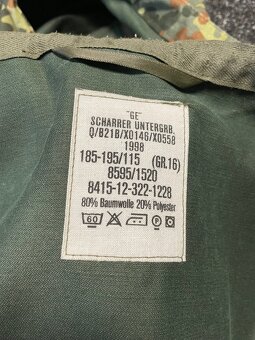 "GE"
SCHARRER UNTERGRB.
Q/B21B/X0146/X0558
1998
185-195/115 (GR.16)
8595/1520
8415-12-322-1228
80% Baumwolle 20% Polyester
60 P